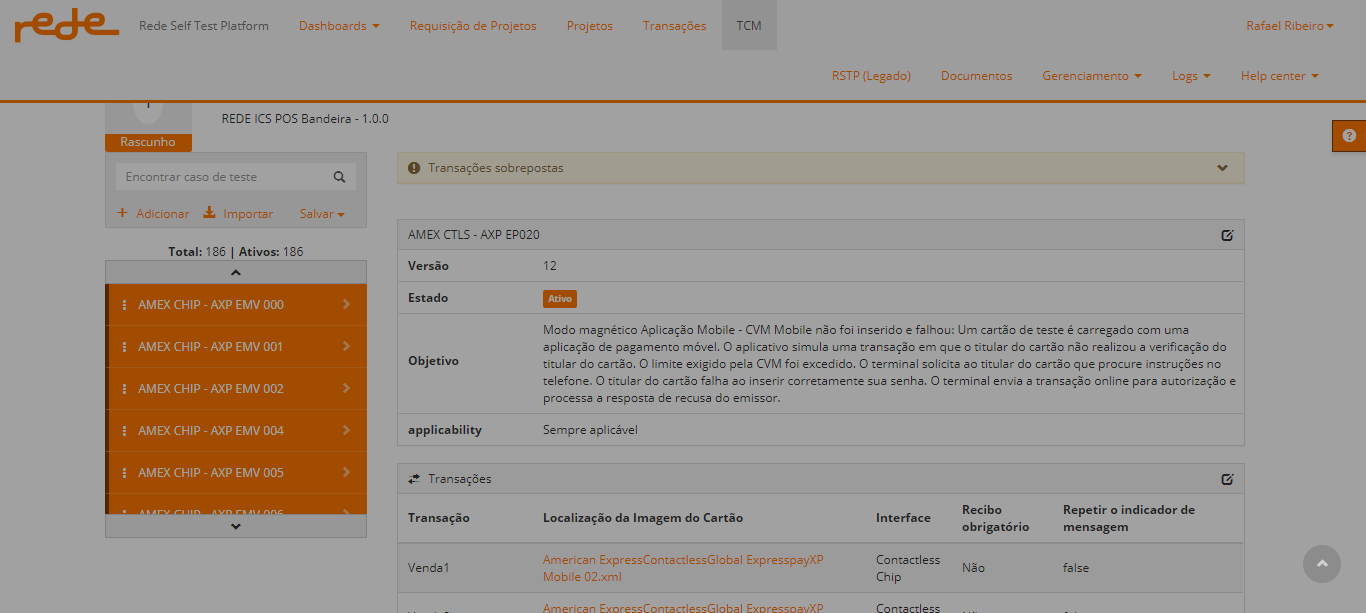 rede
Rede Self Test Platform
Dashboards
Requisição de Projetos
Projetos
Transações
TCM
Rafael Ribeiro
RSTP (Legado)
Documentos
Gerenciamento
Logs
Help center
REDE ICS POS Bandeira - 1.0.0
Rascunho
Encontrar caso de teste
Adicionar
Importar
Salvar
Total: 186 | Ativos: 186
AMEX CHIP - AXP EMV 000
AMEX CHIP - AXP EMV 001
AMEX CHIP - AXP EMV 002
AMEX CHIP - AXP EMV 004
AMEX CHIP - AXP EMV 005
AMEX CHIP - AXP EMV 006
Transações sobrepostas
AMEX CTLS - AXP EP020
Versão 12
Estado Ativo
Objetivo
Modo magnético Aplicação Mobile - CVM Mobile não foi inserido e falhou: Um cartão de teste é carregado com uma
aplicação de pagamento móvel. O aplicativo simula uma transação em que o titular do cartão não realizou a verificação do
titular do cartão. O limite exigido pela CVM foi excedido. O terminal solicita ao titular do cartão que procure instruções no
telefone. O titular do cartão falha ao inserir corretamente sua senha. O terminal envia a transação online para autorização e
processa a resposta de recusa do emissor.
applicability Sempre aplicável
Transações
Transação
Localização da Imagem do Cartão
Interface
Recibo
obrigatório
Repetir o indicador de
mensagem
Venda1
American ExpressContactlessGlobal ExpresspayXP
Mobile 02.xml
Contactless
Chip
Não
false
American ExpressContactlessGlobal ExpresspayXP
Contactless